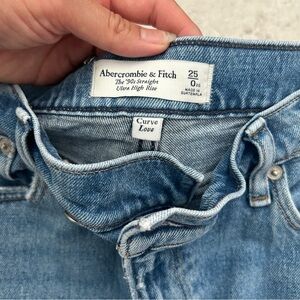 Abercrombie & Fitch
The '90s Straight
Ultra High Rise
25
0
MADE IN
GUATEMALA
Curve
Love